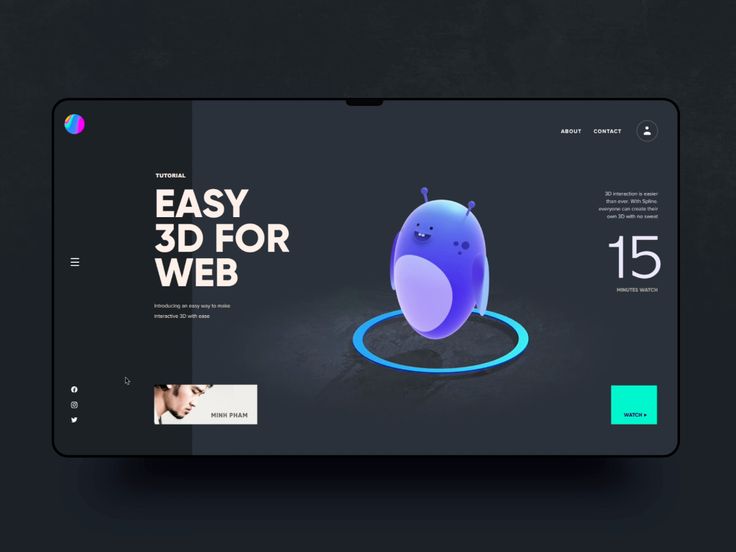 ABOUT
CONTACT
TUTORIAL
EASY
3D FOR
WEB
Introducing an easy way to make
interactive 3D with ease
3D interaction is easier
than ever. With Spline
everyone can create their
own 3D with no sweat
15
MINUTES WATCH
MINH PHAM
WATCH